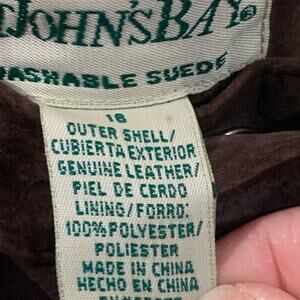 JOHN'S BAY®
WASHABLE SUEDE
16
OUTER SHELL/
CUBIERTA EXTERIOR:
GENUINE LEATHER/
PIEL DE CERDO
LINING/FORRO:
100% POLYESTER/
POLIESTER
MADE IN CHINA
HECHO EN CHINA